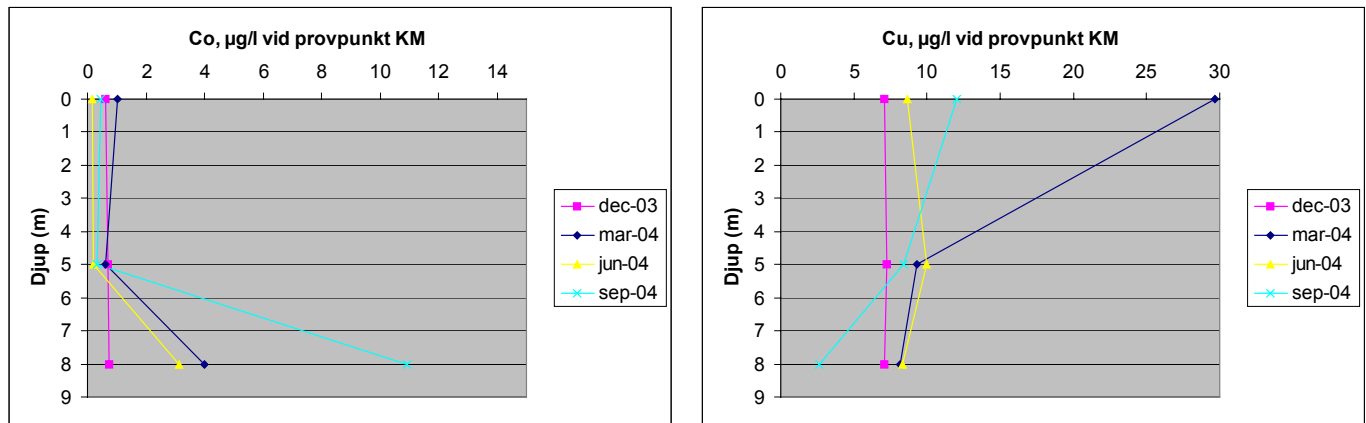 Co, µg/l vid provpunkt KM
0 2 4 6 8 10 12 14
0
1
2
3
4
5
6
7
8
9
Djup (m)
dec-03
mar-04
jun-04
sep-04
Cu, µg/l vid provpunkt KM
0 5 10 15 20 25 30
0
1
2
3
4
5
6
7
8
9
Djup (m)
dec-03
mar-04
jun-04
sep-04